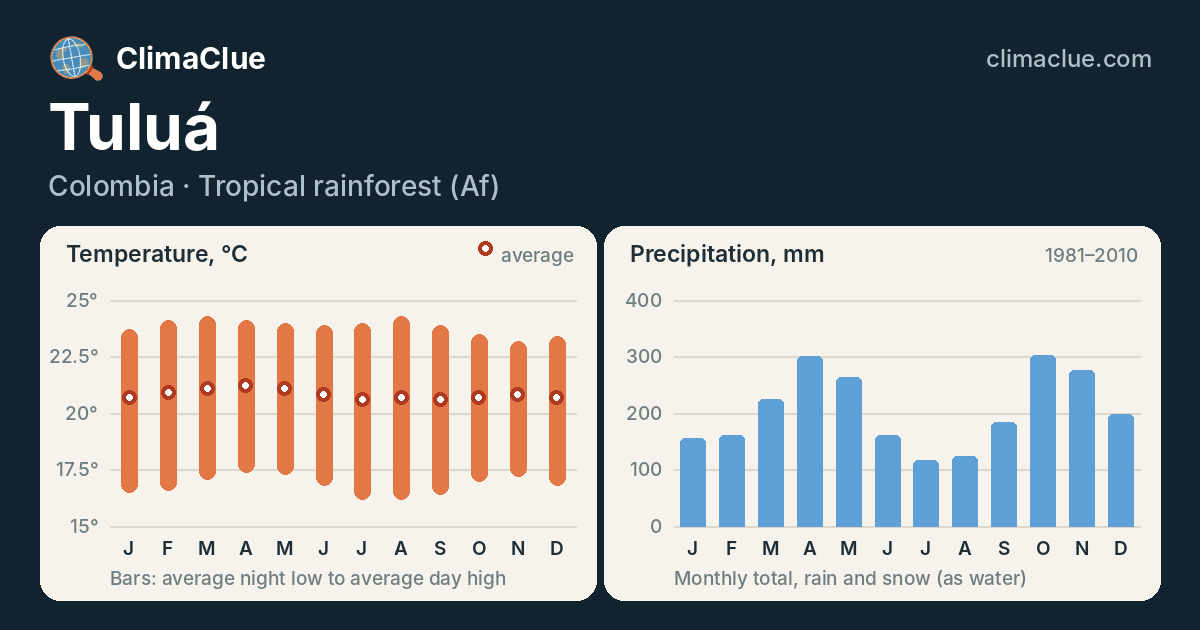 ClimaClue
climaclue.com
Tuluá
Colombia · Tropical rainforest (Af)
Temperature, °C
average
25°
22.5°
20°
17.5°
15°
J F M A M J J A S O N D
Bars: average night low to average day high
Precipitation, mm
1981–2010
400
300
200
100
0
J F M A M J J A S O N D
Monthly total, rain and snow (as water)